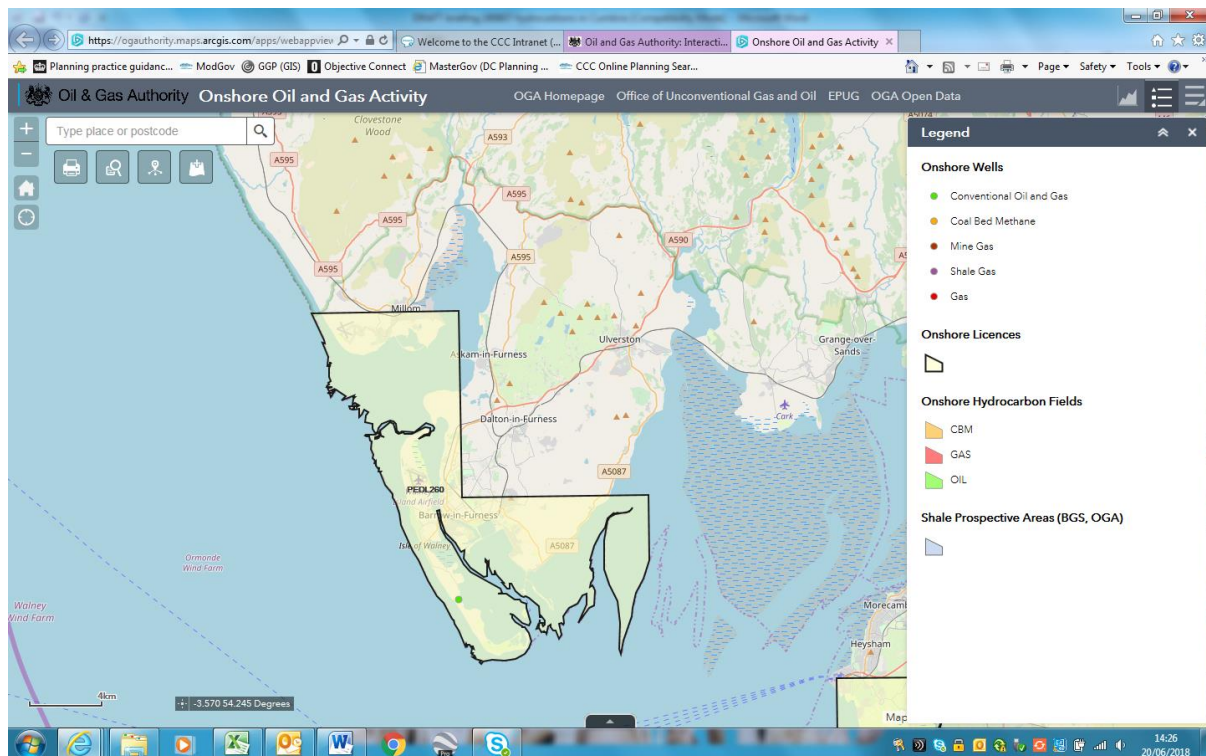 https://ogauthority.maps.arcgis.com/apps/webappview
Welcome to the CCC Intranet (...
Oil and Gas Authority: Interacti...
Onshore Oil and Gas Activity
Planning practice guidanc...
ModGov
GGP (GIS)
Objective Connect
MasterGov (DC Planning ...
CCC Online Planning Sear...
Page
Safety
Tools
Oil & Gas Authority
Onshore Oil and Gas Activity
OGA Homepage
Office of Unconventional Gas and Oil
EPUG
OGA Open Data
Type place or postcode
Legend
Onshore Wells
Conventional Oil and Gas
Coal Bed Methane
Mine Gas
Shale Gas
Gas
Onshore Licences
Onshore Hydrocarbon Fields
CBM
GAS
OIL
Shale Prospective Areas (BGS, OGA)
Clovestone
Wood
A593
A595
A595
A595
A590
A595
A595
Millom
Askam-in-Furness
Ulverston
Grange-over-
Sands
Cark
Dalton-in-Furness
A5087
PEDL260
Island Airfield
Barrow-in-Furness
Isle of Walney
A5087
Ormonde
Wind Farm
Walney
Wind Farm
Morecamb
Heysham
4km
-3.570 54.245 Degrees
Map
14:26
20/06/2018